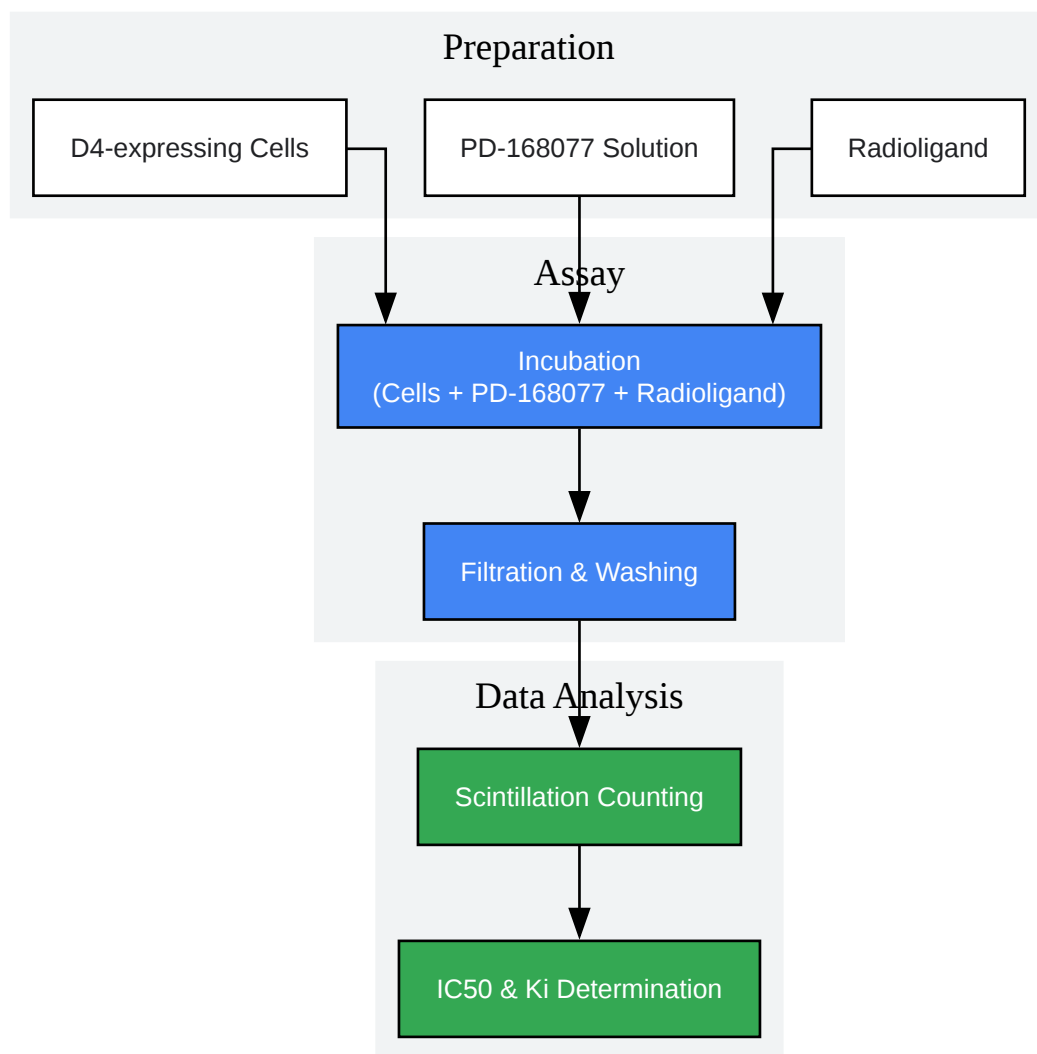 Preparation
D4-expressing Cells
PD-168077 Solution
Radioligand
Assay
Incubation
(Cells + PD-168077 + Radioligand)
Filtration & Washing
Data Analysis
Scintillation Counting
IC50 & Ki Determination